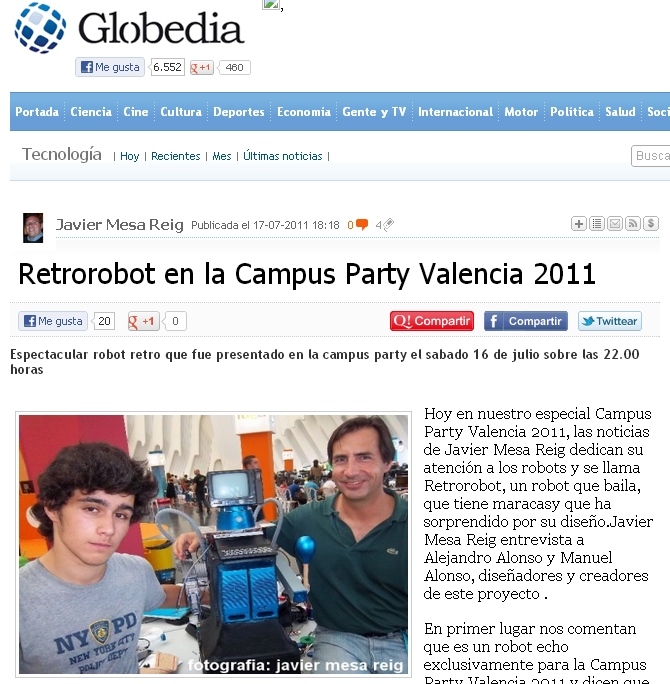 Globedia
,
Me gusta 6.552 +1 460
Portada Ciencia Cine Cultura Deportes Economía Gente y TV Internacional Motor Politica Salud Soci
Tecnología | Hoy | Recientes | Mes | Últimas noticias |
Busca
Javier Mesa Reig Publicada el 17-07-2011 18:18 0 4
Retrorobot en la Campus Party Valencia 2011
Me gusta 20 +1 0 Q! Compartir Compartir Twittear
Espectacular robot retro que fue presentado en la campus party el sabado 16 de julio sobre las 22.00
horas
NYPD
NEW YORK CITY
POLICE DEPT
fotografia: javier mesa reig
Hoy en nuestro especial Campus
Party Valencia 2011, las noticias
de Javier Mesa Reig dedican su
atención a los robots y se llama
Retrorobot, un robot que baila,
que tiene maracasy que ha
sorprendido por su diseño.Javier
Mesa Reig entrevista a
Alejandro Alonso y Manuel
Alonso, diseñadores y creadores
de este proyecto .
En primer lugar nos comentan
que es un robot echo
exclusivamente para la Campus
Party Valencia 2011 y dicen que